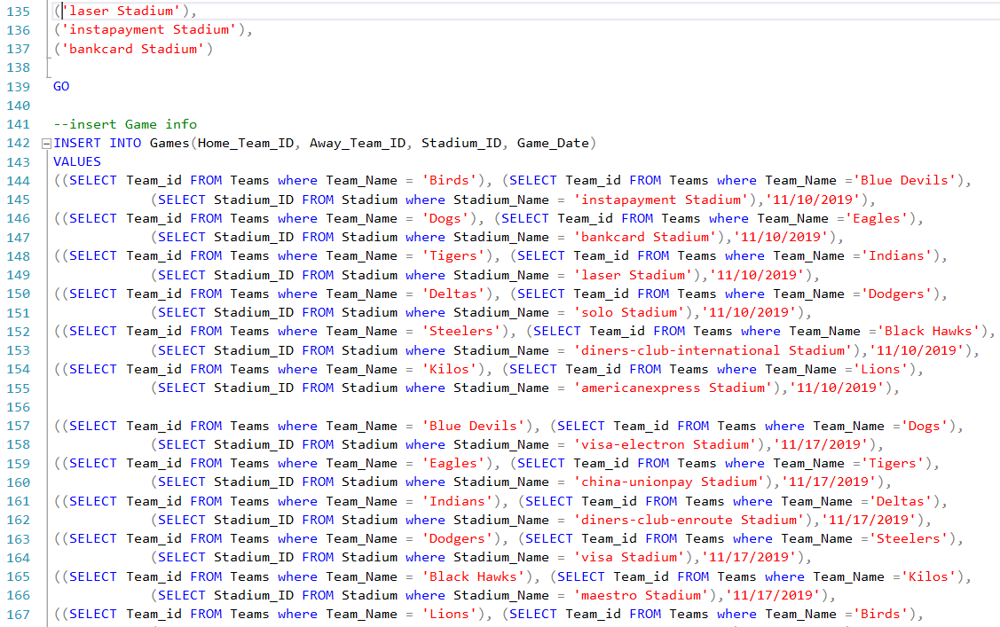 135 ('laser Stadium'),
136 ('instapayment Stadium'),
137 ('bankcard Stadium')
138
139 GO
140
141 --insert Game info
142 INSERT INTO Games(Home_Team_ID, Away_Team_ID, Stadium_ID, Game_Date)
143 VALUES
144 ((SELECT Team_id FROM Teams where Team_Name = 'Birds'), (SELECT Team_id FROM Teams where Team_Name ='Blue Devils'),
145 (SELECT Stadium_ID FROM Stadium where Stadium_Name = 'instapayment Stadium'),'11/10/2019'),
146 ((SELECT Team_id FROM Teams where Team_Name = 'Dogs'), (SELECT Team_id FROM Teams where Team_Name ='Eagles'),
147 (SELECT Stadium_ID FROM Stadium where Stadium_Name = 'bankcard Stadium'),'11/10/2019'),
148 ((SELECT Team_id FROM Teams where Team_Name = 'Tigers'), (SELECT Team_id FROM Teams where Team_Name ='Indians'),
149 (SELECT Stadium_ID FROM Stadium where Stadium_Name = 'laser Stadium'),'11/10/2019'),
150 ((SELECT Team_id FROM Teams where Team_Name = 'Deltas'), (SELECT Team_id FROM Teams where Team_Name ='Dodgers'),
151 (SELECT Stadium_ID FROM Stadium where Stadium_Name = 'solo Stadium'),'11/10/2019'),
152 ((SELECT Team_id FROM Teams where Team_Name = 'Steelers'), (SELECT Team_id FROM Teams where Team_Name ='Black Hawks'),
153 (SELECT Stadium_ID FROM Stadium where Stadium_Name = 'diners-club-international Stadium'),'11/10/2019'),
154 ((SELECT Team_id FROM Teams where Team_Name = 'Kilos'), (SELECT Team_id FROM Teams where Team_Name ='Lions'),
155 (SELECT Stadium_ID FROM Stadium where Stadium_Name = 'americanexpress Stadium'),'11/10/2019'),
156
157 ((SELECT Team_id FROM Teams where Team_Name = 'Blue Devils'), (SELECT Team_id FROM Teams where Team_Name ='Dogs'),
158 (SELECT Stadium_ID FROM Stadium where Stadium_Name = 'visa-electron Stadium'),'11/17/2019'),
159 ((SELECT Team_id FROM Teams where Team_Name = 'Eagles'), (SELECT Team_id FROM Teams where Team_Name ='Tigers'),
160 (SELECT Stadium_ID FROM Stadium where Stadium_Name = 'china-unionpay Stadium'),'11/17/2019'),
161 ((SELECT Team_id FROM Teams where Team_Name = 'Indians'), (SELECT Team_id FROM Teams where Team_Name ='Deltas'),
162 (SELECT Stadium_ID FROM Stadium where Stadium_Name = 'diners-club-enroute Stadium'),'11/17/2019'),
163 ((SELECT Team_id FROM Teams where Team_Name = 'Dodgers'), (SELECT Team_id FROM Teams where Team_Name ='Steelers'),
164 (SELECT Stadium_ID FROM Stadium where Stadium_Name = 'visa Stadium'),'11/17/2019'),
165 ((SELECT Team_id FROM Teams where Team_Name = 'Black Hawks'), (SELECT Team_id FROM Teams where Team_Name ='Kilos'),
166 (SELECT Stadium_ID FROM Stadium where Stadium_Name = 'maestro Stadium'),'11/17/2019'),
167 ((SELECT Team_id FROM Teams where Team_Name = 'Lions'), (SELECT Team_id FROM Teams where Team_Name ='Birds'),